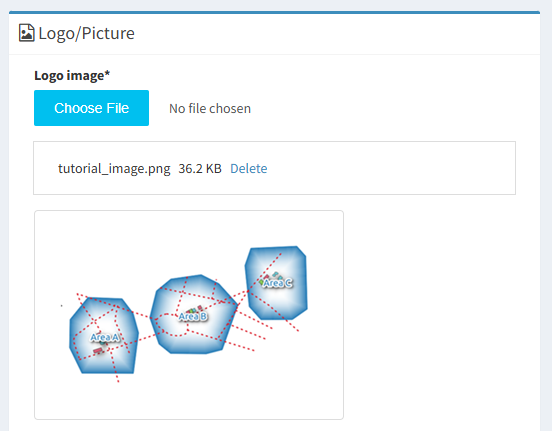 Logo/Picture
Logo image*
Choose File No file chosen
tutorial_image.png 36.2 KB Delete
Area C
Area B
Area A